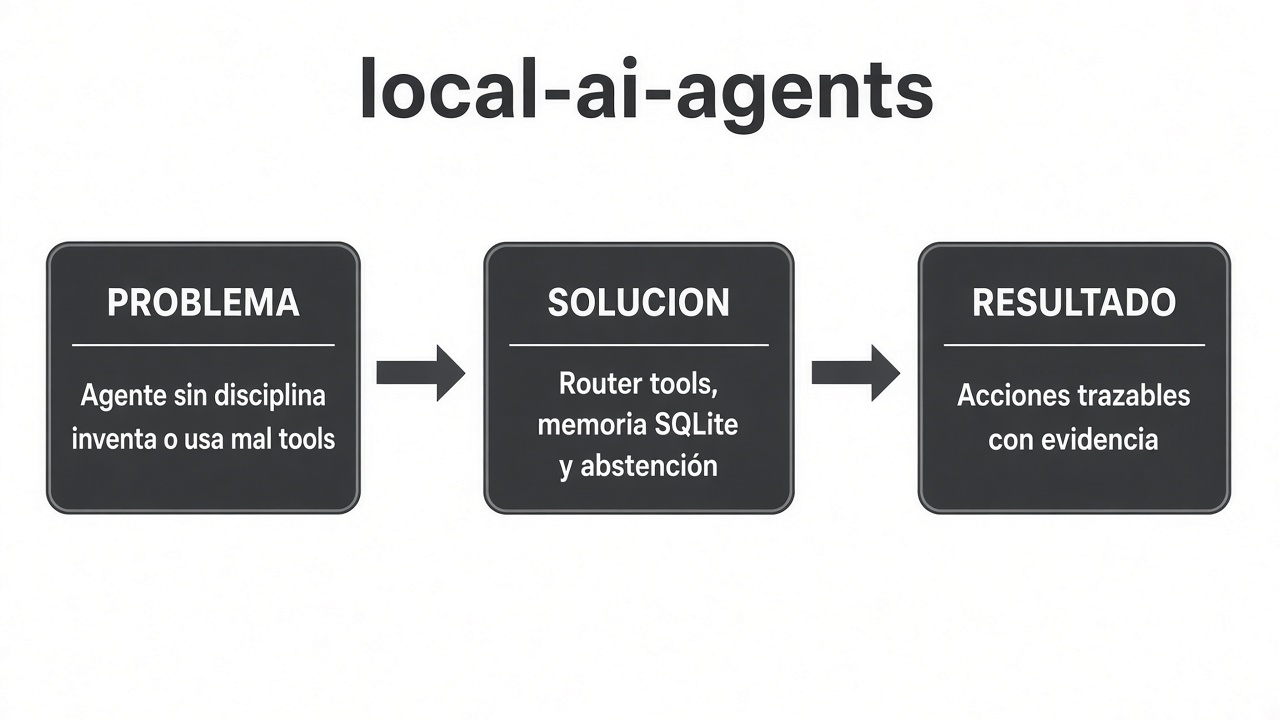 local-ai-agents
PROBLEMA
Agente sin disciplina
inventa o usa mal tools
SOLUCION
Router tools,
memoria SQLite
y abstención
RESULTADO
Acciones trazables
con evidencia